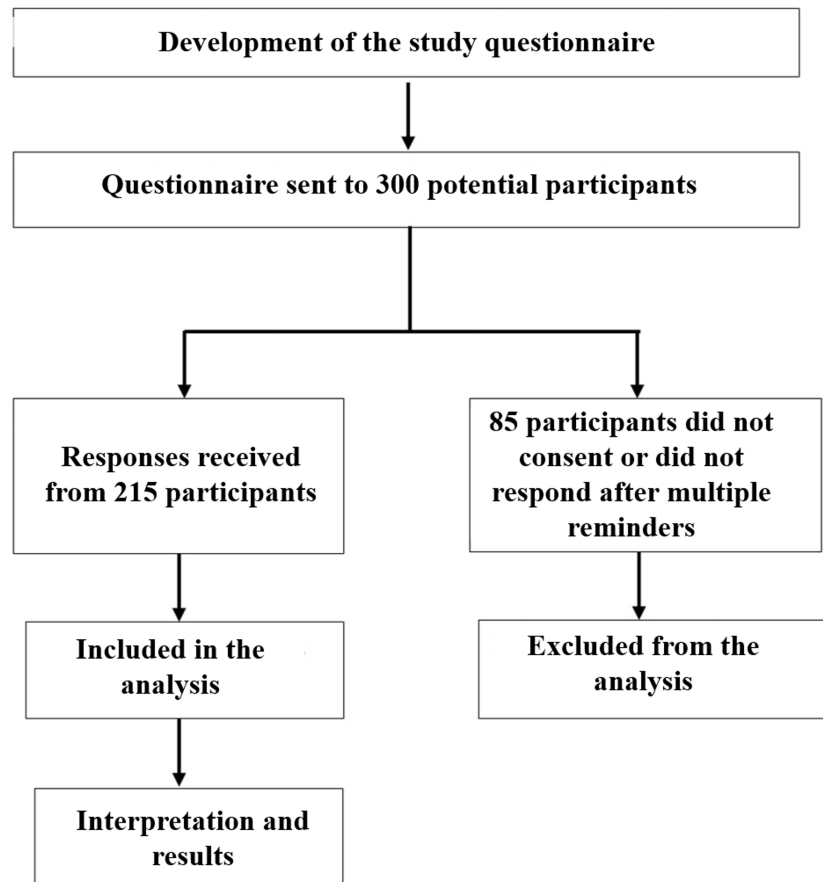 Development of the study questionnaire
Questionnaire sent to 300 potential participants
Responses received
from 215 participants
85 participants did not
consent or did not
respond after multiple
reminders
Included in the
analysis
Excluded from the
analysis
Interpretation and
results